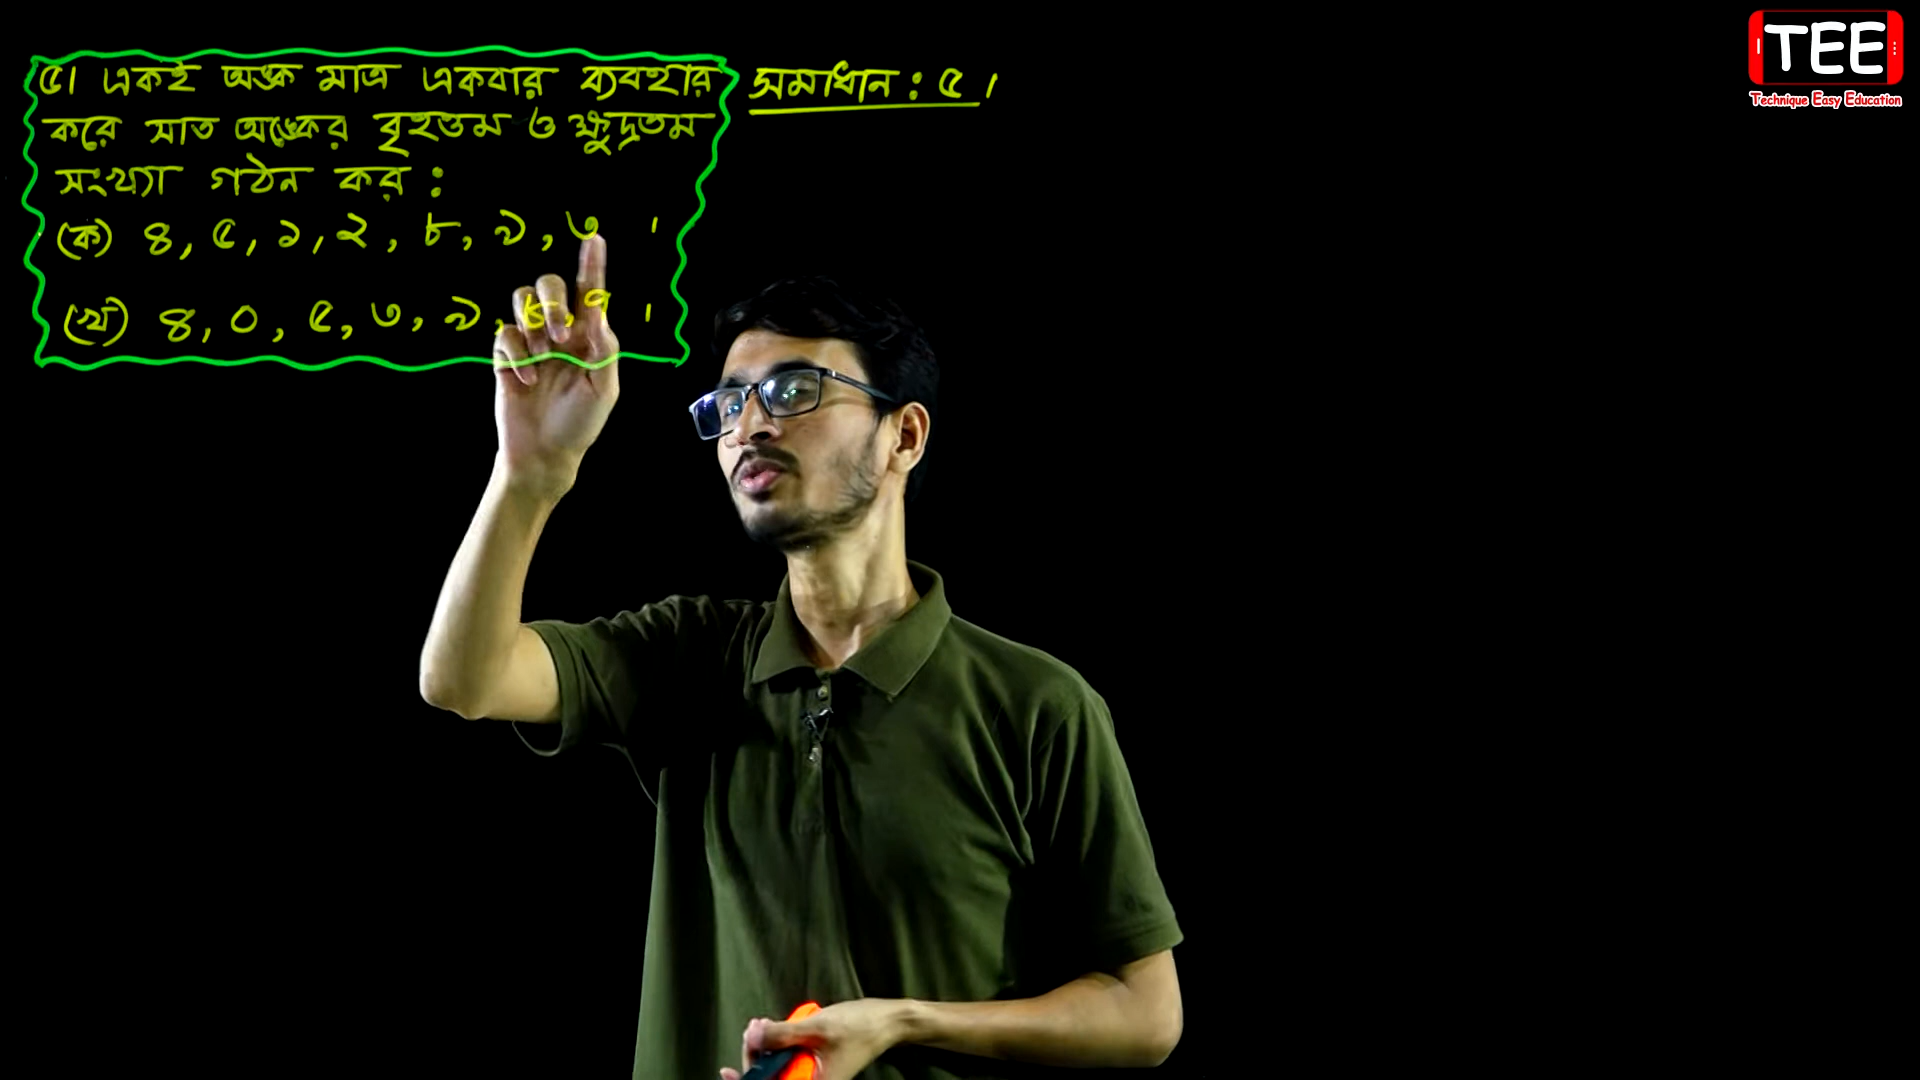 ৫। একই অঙ্ক মাত্র একবার ব্যবহার
করে সাত অঙ্কের বৃহত্তম ও ক্ষুদ্রতম
সংখ্যা গঠন কর :
(ক) ৪, ৫, ১, ২, ৮, ৯, ৩ ।
(খ) ৪, ০, ৫, ৩, ৯, ৮, ৭ ।
সমাধান : ৫ ।
TEE
Technique Easy Education